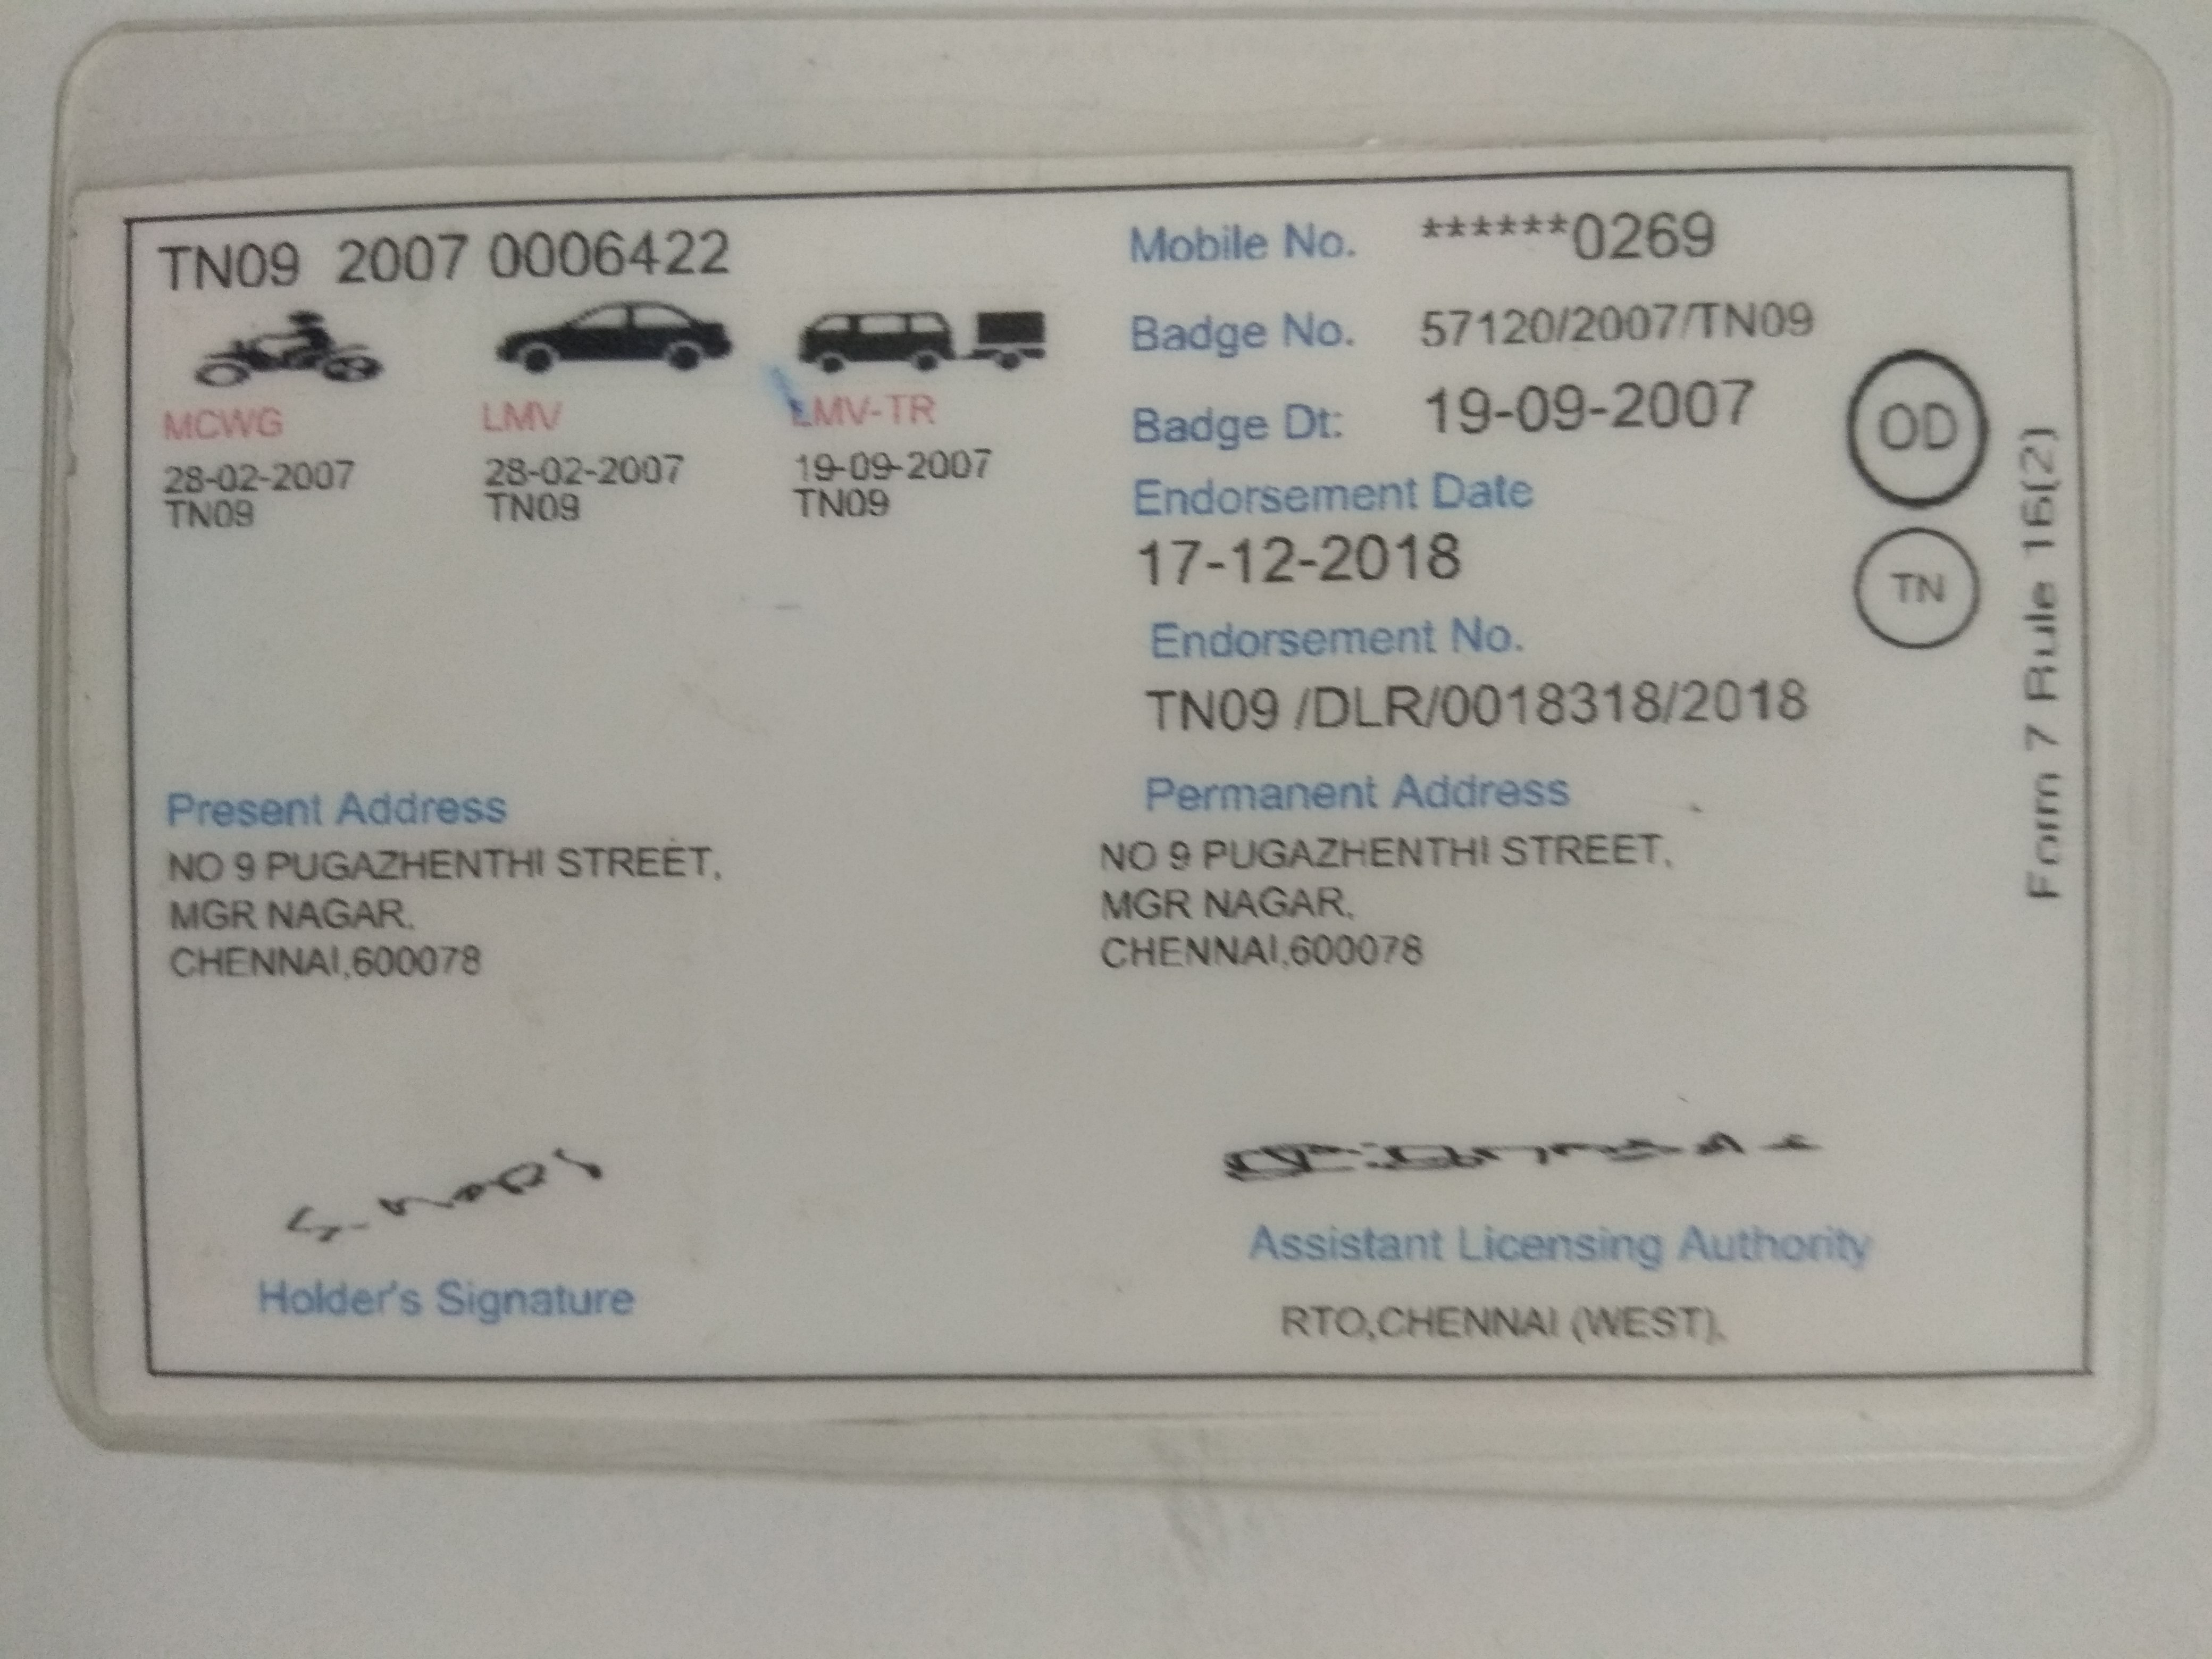 TN09 2007 0006422
MCWG
28-02-2007
TN09
LMV
28-02-2007
TN09
LMV-TR
19-09-2007
TN09
Mobile No. ******0269
Badge No. 57120/2007/TN09
Badge Dt: 19-09-2007
Endorsement Date
17-12-2018
Endorsement No.
TN09 /DLR/0018318/2018
OD
TN
Form 7 Rule 16(2)
Present Address
NO 9 PUGAZHENTHI STREET,
MGR NAGAR,
CHENNAI,600078
Permanent Address
NO 9 PUGAZHENTHI STREET,
MGR NAGAR,
CHENNAI,600078
Holder's Signature
Assistant Licensing Authority
RTO,CHENNAI (WEST).